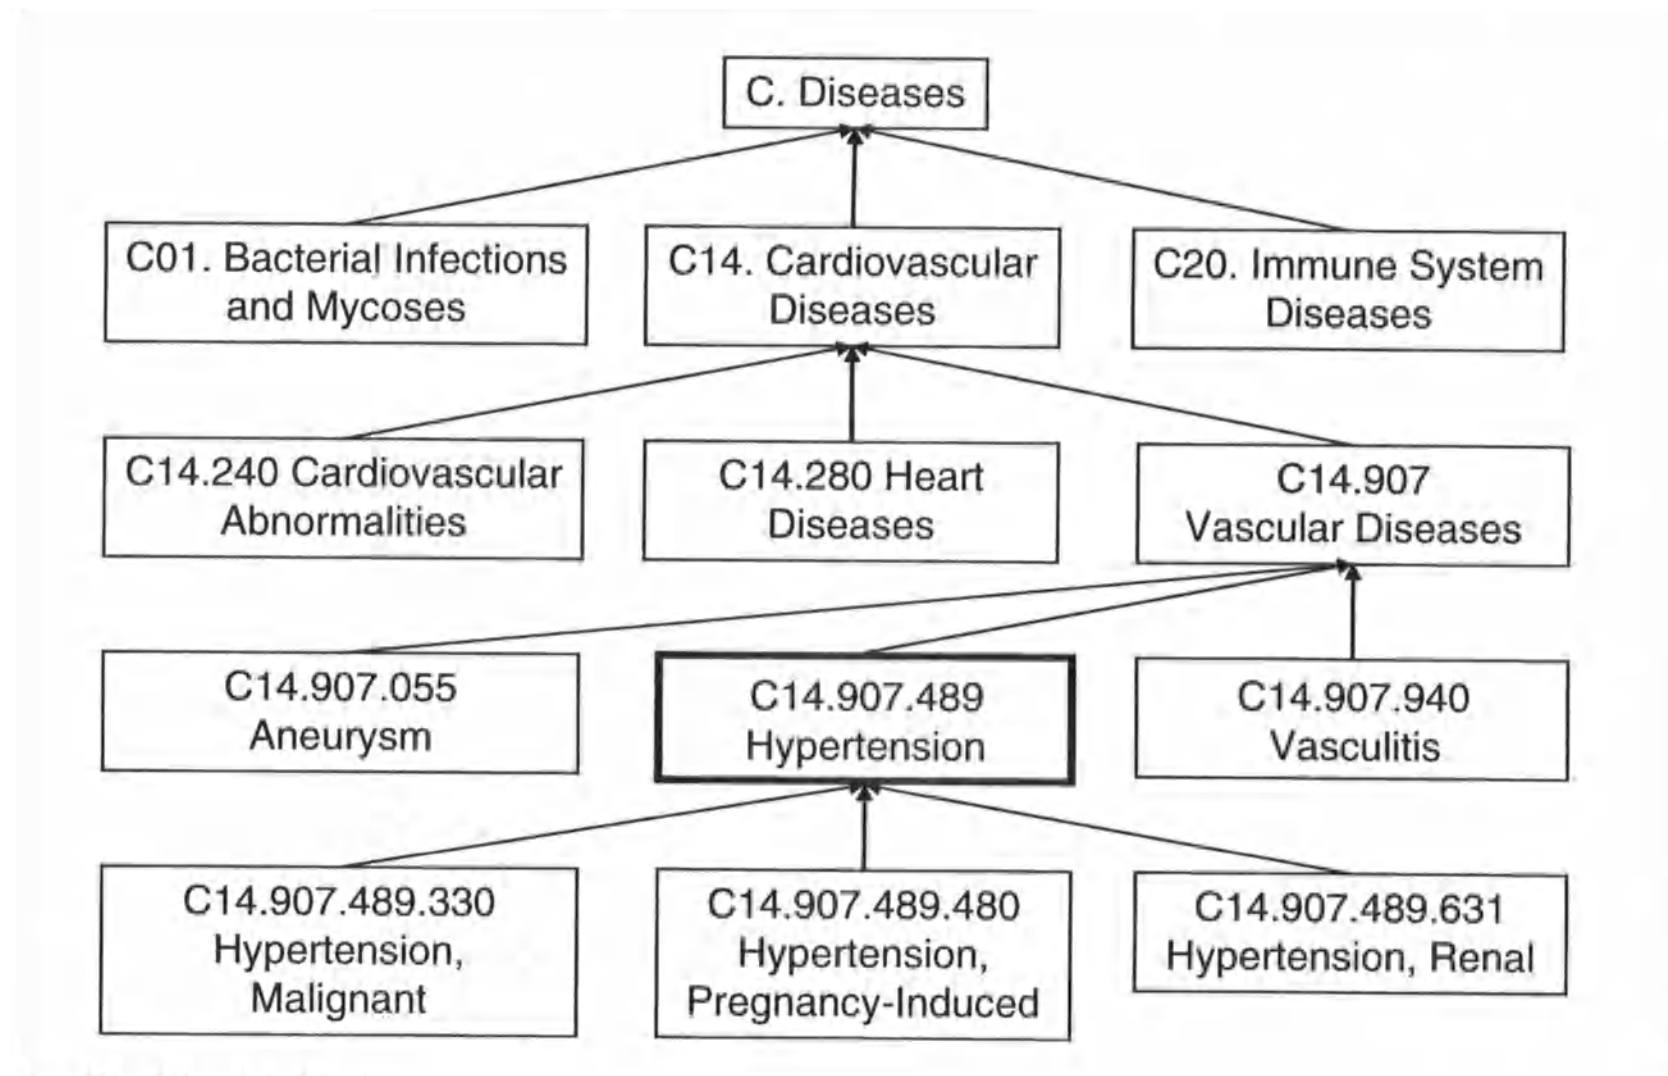 C. Diseases
C01. Bacterial Infections
and Mycoses
C14. Cardiovascular
Diseases
C20. Immune System
Diseases
C14.240 Cardiovascular
Abnormalities
C14.280 Heart
Diseases
C14.907
Vascular Diseases
C14.907.055
Aneurysm
C14.907.489
Hypertension
C14.907.940
Vasculitis
C14.907.489.330
Hypertension,
Malignant
C14.907.489.480
Hypertension,
Pregnancy-Induced
C14.907.489.631
Hypertension, Renal